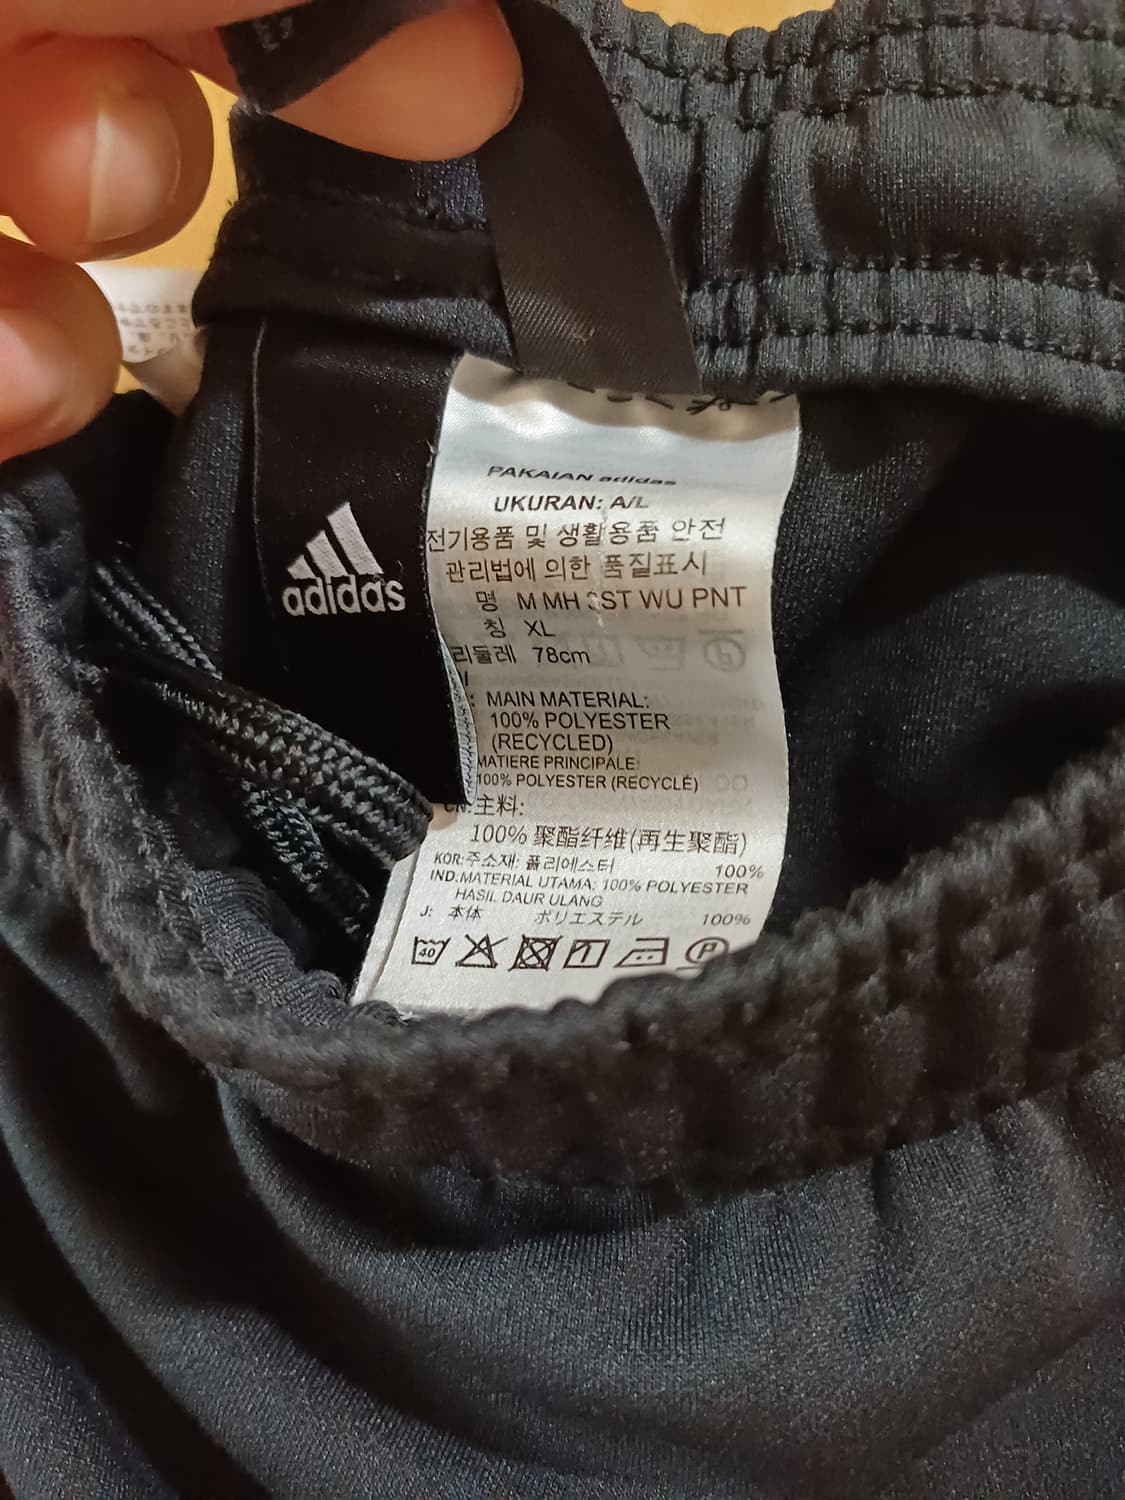 adidas
PAKAIAN adidas
UKURAN: A/L
전기용품 및 생활용품 안전
관리법에 의한 품질표시
명 M MH 3ST WU PNT
칭 XL
리둘레 78cm
MAIN MATERIAL:
100% POLYESTER
(RECYCLED)
MATIERE PRINCIPALE:
100% POLYESTER (RECYCLÉ)
CN:主料:
100% 聚酯纤维(再生聚酯)
KOR:주소재: 폴리에스터 100%
IND:MATERIAL UTAMA: 100% POLYESTER
HASIL DAUR ULANG
J: 本体 ポリエステル 100%
40